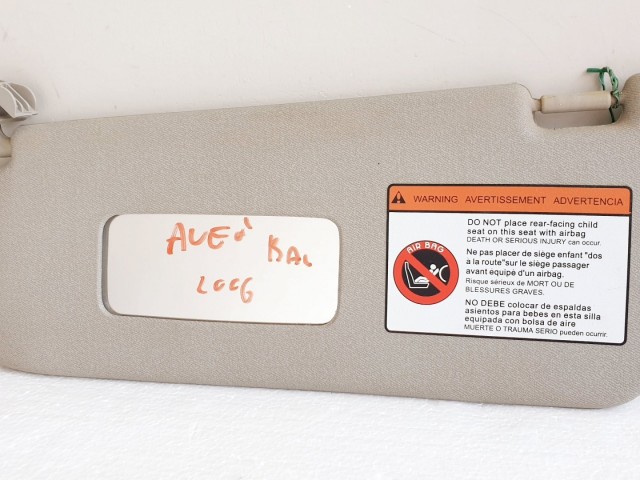 AVEO KAL
2006
WARNING AVERTISSEMENT ADVERTENCIA
DO NOT place rear-facing child
seat on this seat with airbag
DEATH OR SERIOUS INJURY can occur.
AIR BAG
Ne pas placer de siège enfant "dos
a la route"sur le siège passager
avant équipé d'un airbag.
Risque sérieux de MORT OU DE
BLESSURES GRAVES.
NO DEBE colocar de espaldas
asientos para bebes en esta silla
equipada con bolsa de aire
MUERTE O TRAUMA SERIO pueden ocurrir.